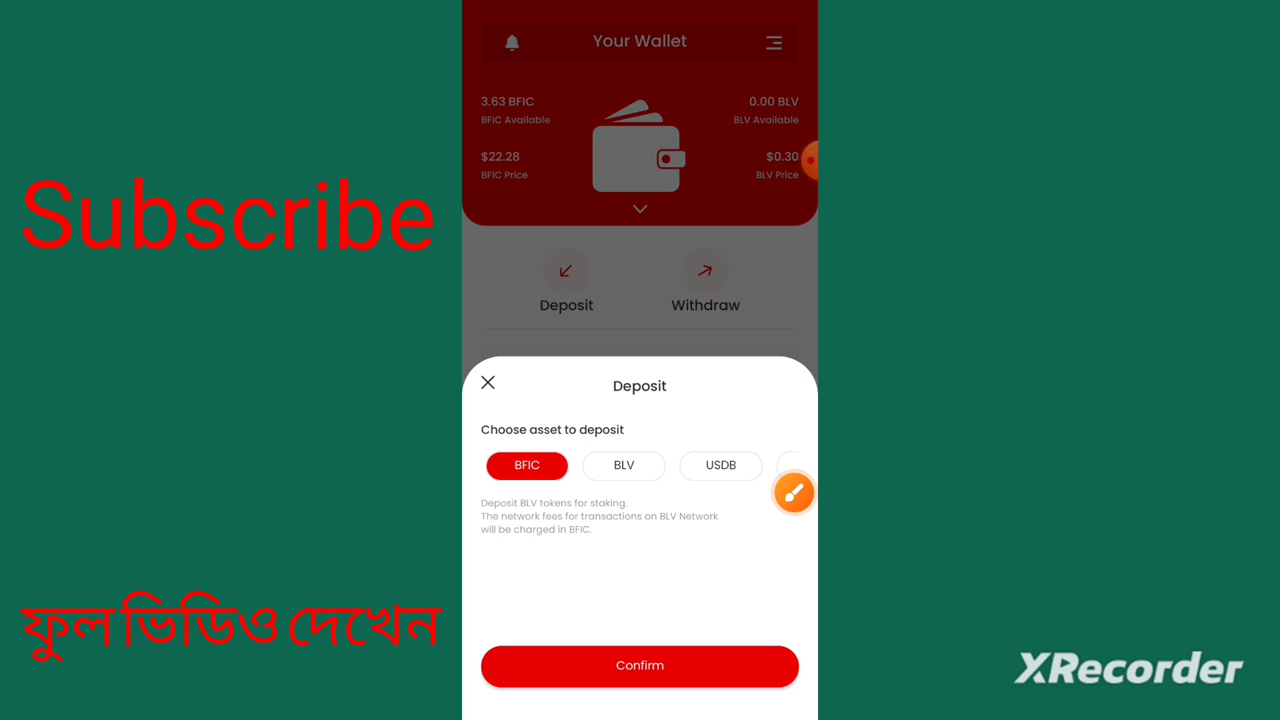 Your Wallet
3.63 BFIC
BFIC Available
0.00 BLV
BLV Available
$22.28
BFIC Price
$0.30
BLV Price
Deposit
Withdraw
Deposit
Choose asset to deposit
BFIC
BLV
USDB
Deposit BLV tokens for staking.
The network fees for transactions on BLV Network
will be charged in BFIC.
Confirm
Subscribe
ফুল ভিডিও দেখেন
XRecorder